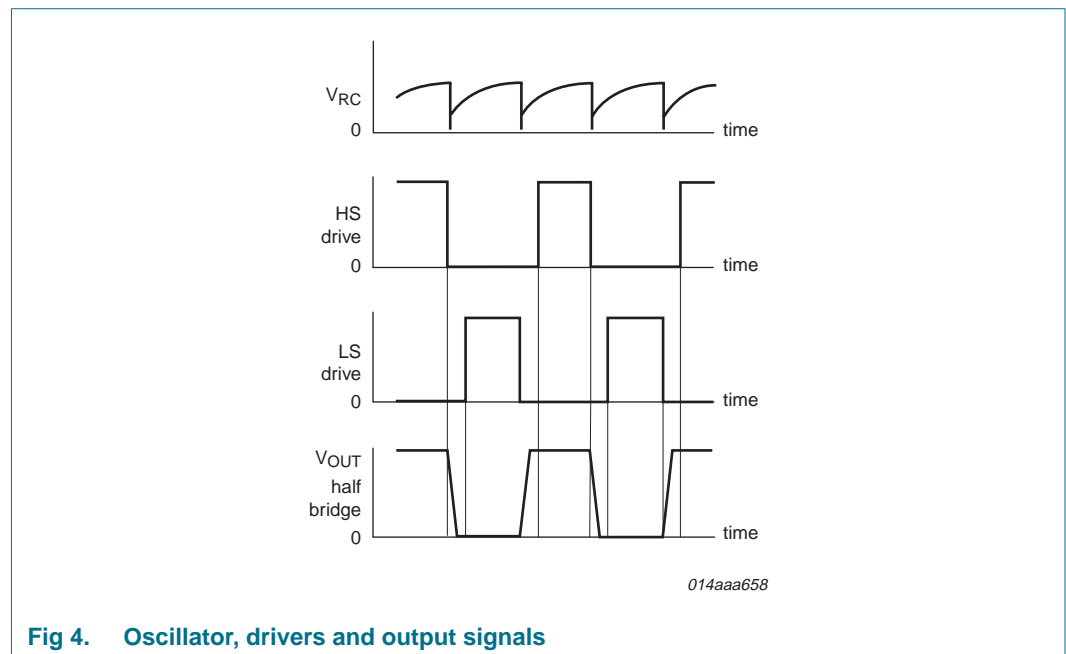 VRC
0
time
HS
drive
0
time
LS
drive
0
time
VOUT
half
bridge
0
time
014aaa658
Fig 4. Oscillator, drivers and output signals